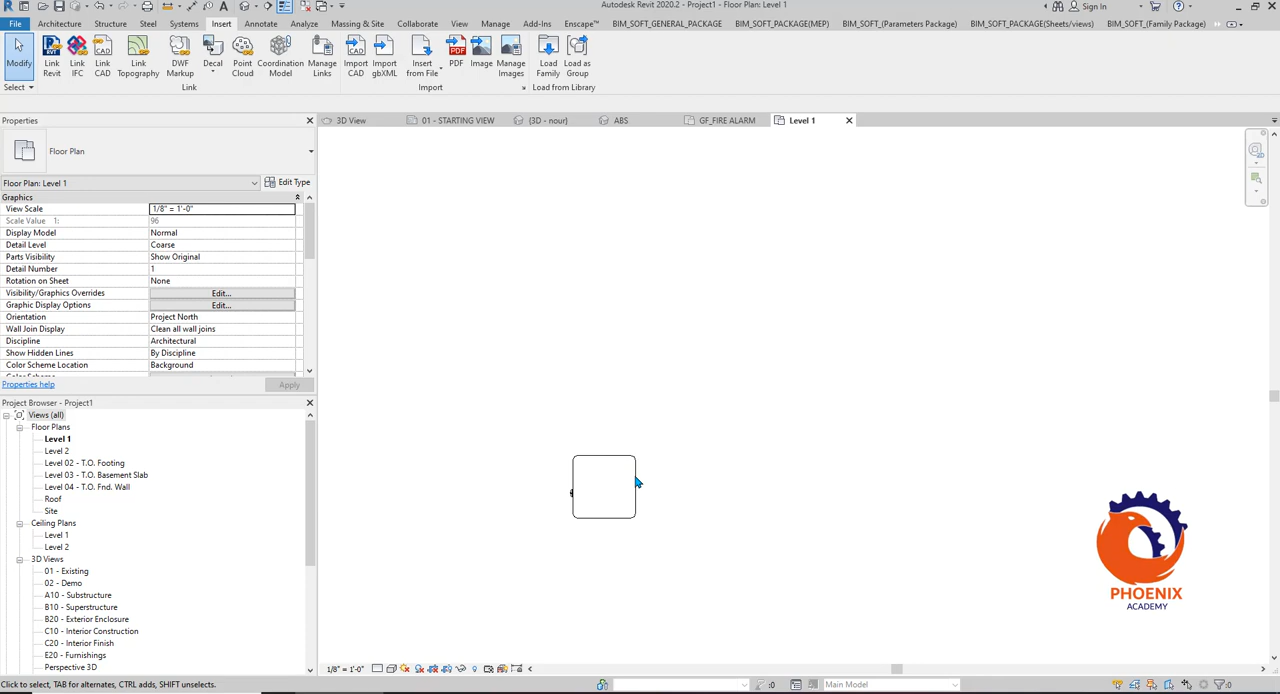 Autodesk Revit 2020.2 - Project1 - Floor Plan: Level 1
Sign In
File Architecture Structure Steel Systems Insert Annotate Analyze Massing & Site Collaborate View Manage Add-Ins Enscape™ BIM_SOFT_GENERAL_PACKAGE BIM_SOFT_PACKAGE(MEP) BIM_SOFT_(Parameters Package) BIM_SOFT_PACKAGE(Sheets/views) BIM_SOFT_(Family Package)
Modify
Link Revit
Link IFC
Link CAD
Link Topography
DWF Markup
Decal
Point Cloud
Coordination Model
Manage Links
Import CAD
Import gbXML
Insert from File
PDF
Image
Manage Images
Load Family
Load as Group
Select Link Import Load from Library
Properties
3D View 01 - STARTING VIEW {3D - nour} ABS GF_FIRE ALARM Level 1
Floor Plan
Floor Plan: Level 1 Edit Type
Graphics
View Scale 1/8" = 1'-0"
Scale Value 1: 96
Display Model Normal
Detail Level Coarse
Parts Visibility Show Original
Detail Number 1
Rotation on Sheet None
Visibility/Graphics Overrides Edit...
Graphic Display Options Edit...
Orientation Project North
Wall Join Display Clean all wall joins
Discipline Architectural
Show Hidden Lines By Discipline
Color Scheme Location Background
Properties help Apply
Project Browser - Project1
Views (all)
Floor Plans
Level 1
Level 2
Level 02 - T.O. Footing
Level 03 - T.O. Basement Slab
Level 04 - T.O. Fnd. Wall
Roof
Site
Ceiling Plans
Level 1
Level 2
3D Views
01 - Existing
02 - Demo
A10 - Substructure
B10 - Superstructure
B20 - Exterior Enclosure
C10 - Interior Construction
C20 - Interior Finish
E20 - Furnishings
Perspective 3D
PHOENIX
ACADEMY
1/8" = 1'-0"
Click to select, TAB for alternates, CTRL adds, SHIFT unselects. :0 Main Model :0